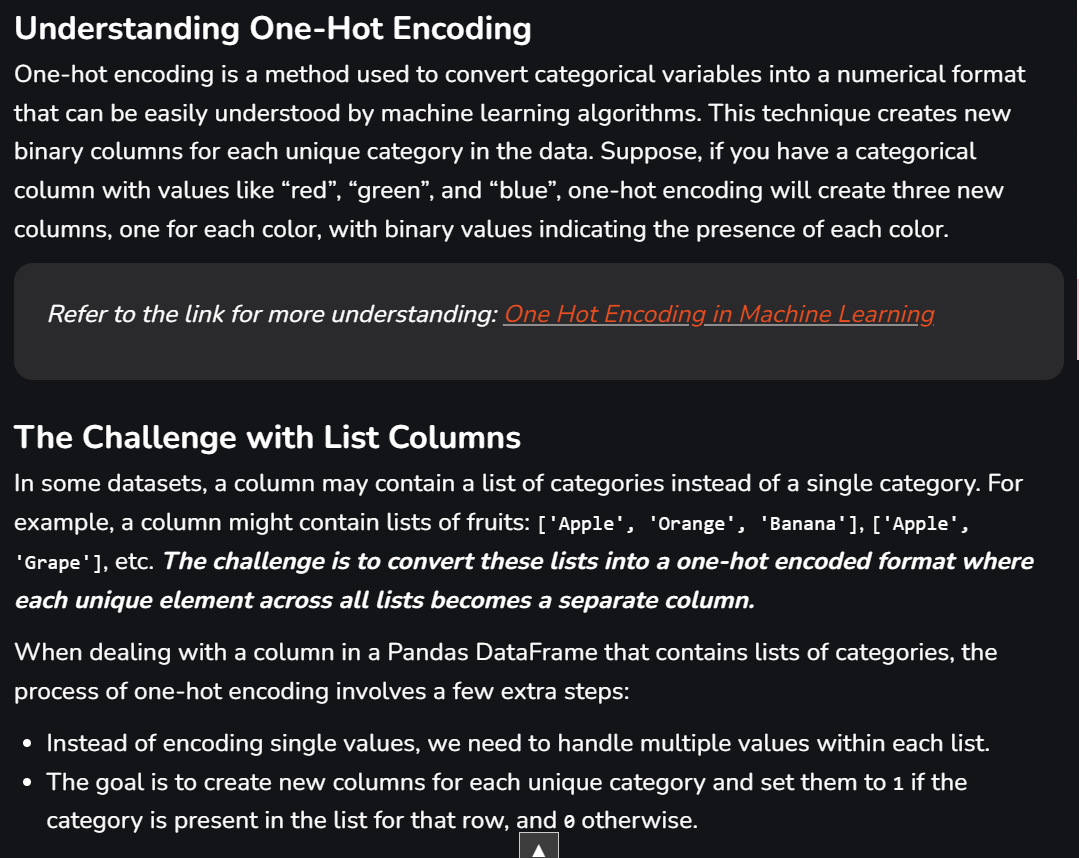 Understanding One-Hot Encoding
One-hot encoding is a method used to convert categorical variables into a numerical format
that can be easily understood by machine learning algorithms. This technique creates new
binary columns for each unique category in the data. Suppose, if you have a categorical
column with values like “red”, “green”, and “blue”, one-hot encoding will create three new
columns, one for each color, with binary values indicating the presence of each color.
Refer to the link for more understanding: One Hot Encoding in Machine Learning
The Challenge with List Columns
In some datasets, a column may contain a list of categories instead of a single category. For
example, a column might contain lists of fruits: ['Apple', 'Orange', 'Banana'], ['Apple',
'Grape'], etc. The challenge is to convert these lists into a one-hot encoded format where
each unique element across all lists becomes a separate column.
When dealing with a column in a Pandas DataFrame that contains lists of categories, the
process of one-hot encoding involves a few extra steps:
• Instead of encoding single values, we need to handle multiple values within each list.
• The goal is to create new columns for each unique category and set them to 1 if the
category is present in the list for that row, and 0 otherwise.